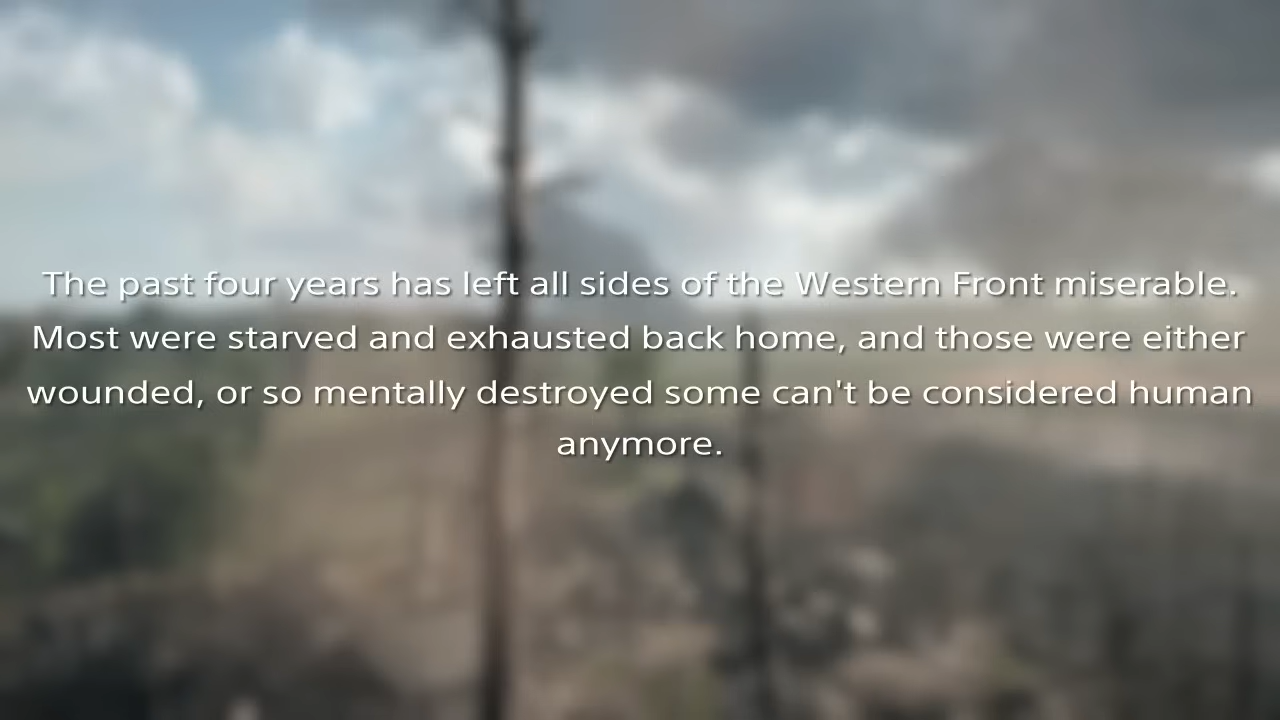 The past four years has left all sides of the Western Front miserable.
Most were starved and exhausted back home, and those were either
wounded, or so mentally destroyed some can't be considered human
anymore.